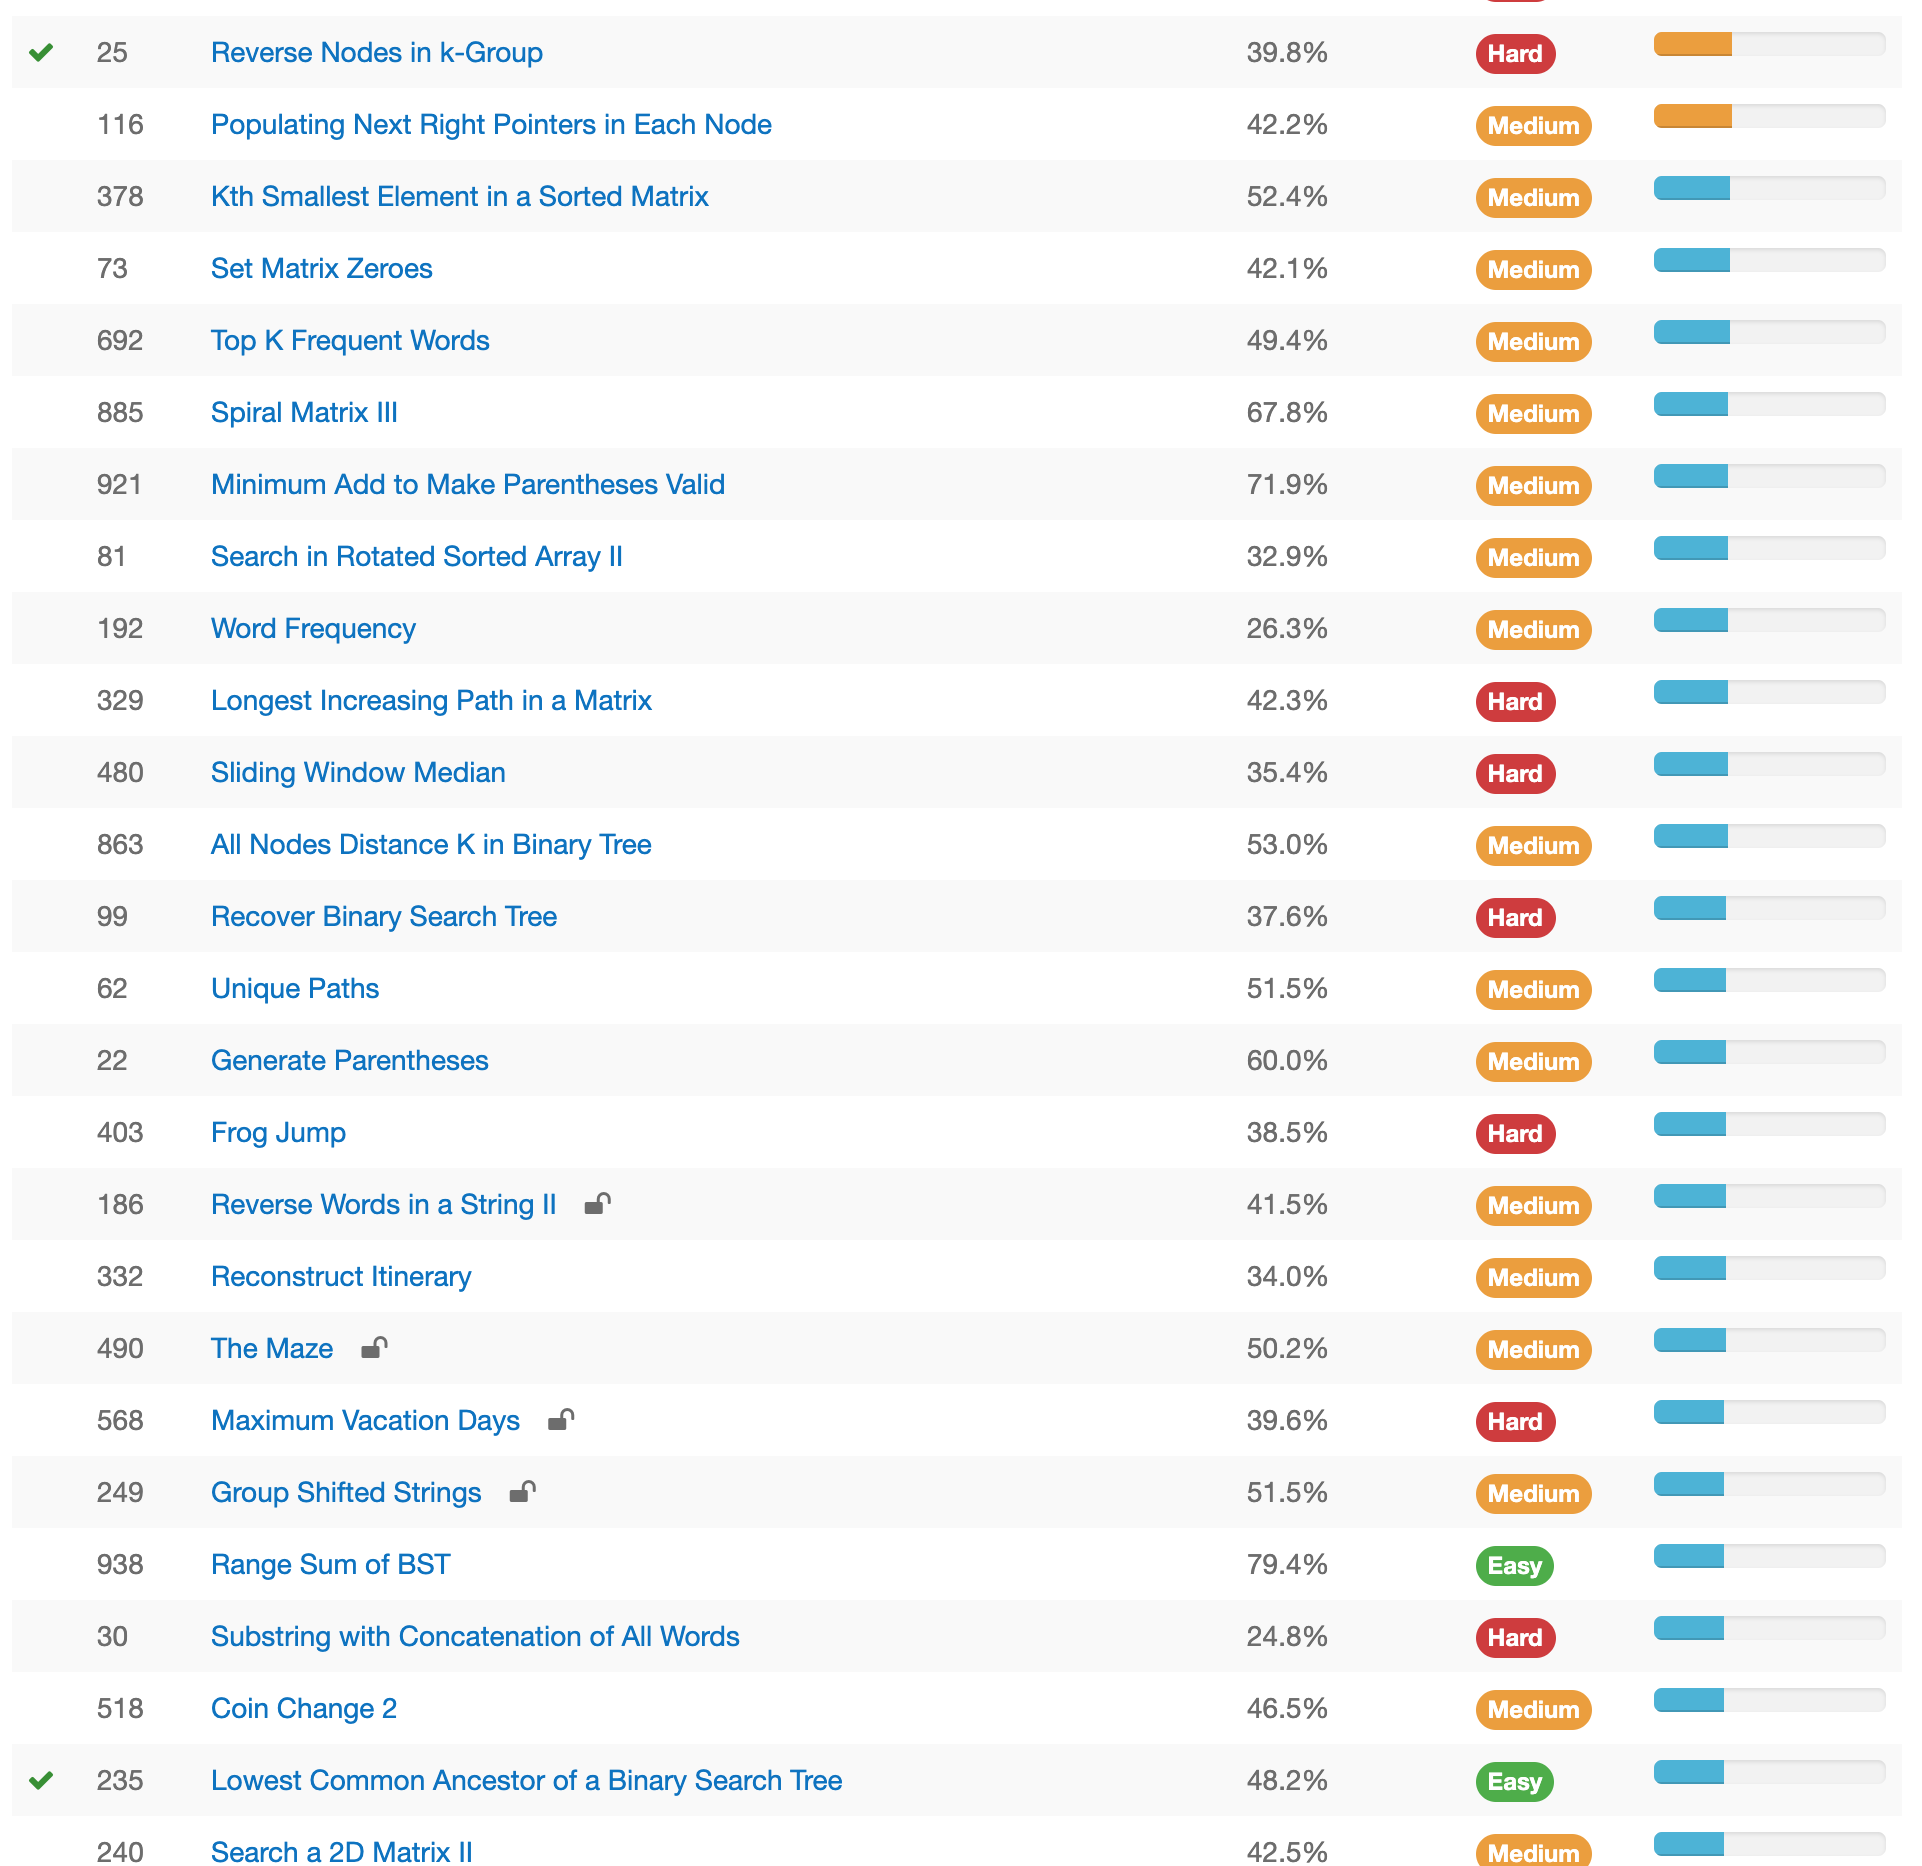 25 Reverse Nodes in k-Group 39.8% Hard
116 Populating Next Right Pointers in Each Node 42.2% Medium
378 Kth Smallest Element in a Sorted Matrix 52.4% Medium
73 Set Matrix Zeroes 42.1% Medium
692 Top K Frequent Words 49.4% Medium
885 Spiral Matrix III 67.8% Medium
921 Minimum Add to Make Parentheses Valid 71.9% Medium
81 Search in Rotated Sorted Array II 32.9% Medium
192 Word Frequency 26.3% Medium
329 Longest Increasing Path in a Matrix 42.3% Hard
480 Sliding Window Median 35.4% Hard
863 All Nodes Distance K in Binary Tree 53.0% Medium
99 Recover Binary Search Tree 37.6% Hard
62 Unique Paths 51.5% Medium
22 Generate Parentheses 60.0% Medium
403 Frog Jump 38.5% Hard
186 Reverse Words in a String II 41.5% Medium
332 Reconstruct Itinerary 34.0% Medium
490 The Maze 50.2% Medium
568 Maximum Vacation Days 39.6% Hard
249 Group Shifted Strings 51.5% Medium
938 Range Sum of BST 79.4% Easy
30 Substring with Concatenation of All Words 24.8% Hard
518 Coin Change 2 46.5% Medium
235 Lowest Common Ancestor of a Binary Search Tree 48.2% Easy
240 Search a 2D Matrix II 42.5% Medium